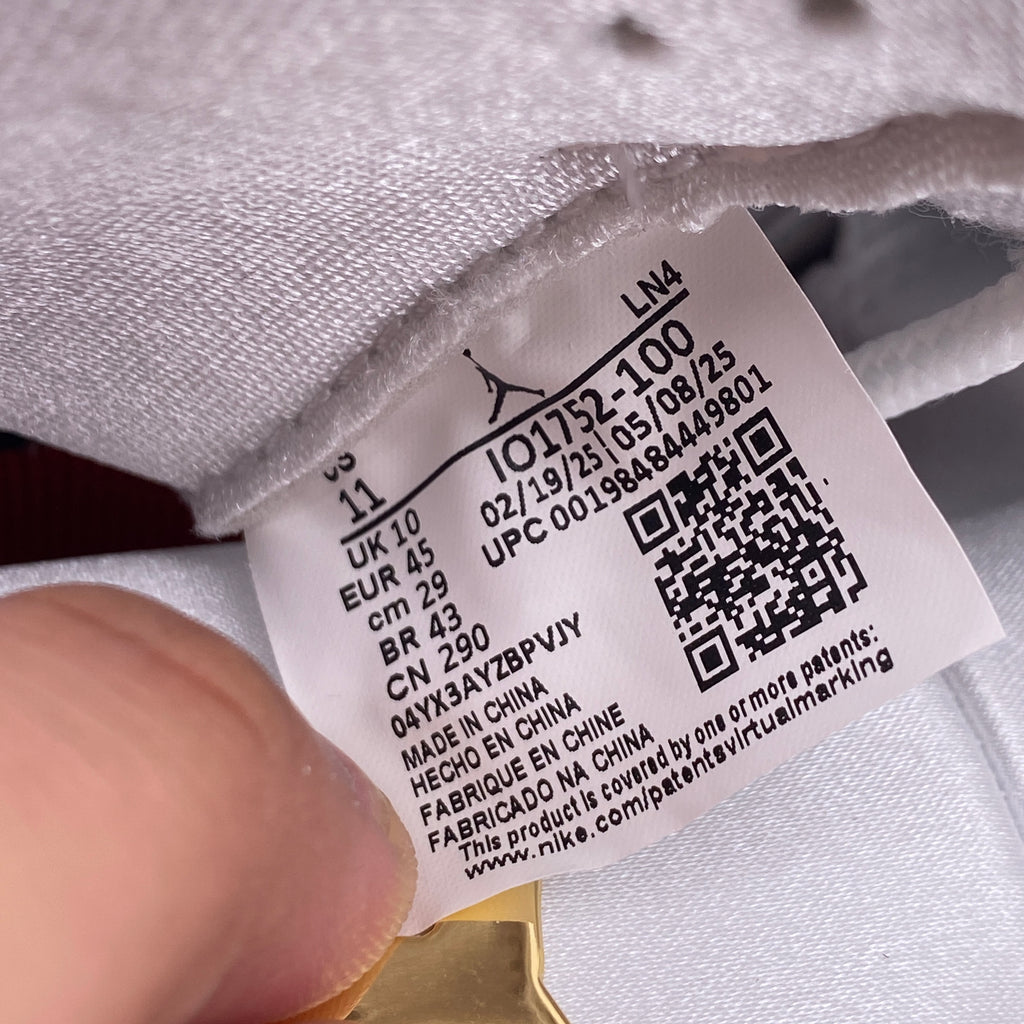 LN4
US
11
IO1752-100
02/19/25|05/08/25
UPC 00198484449801
UK 10
EUR 45
cm 29
BR 43
CN 290
04YX3AYZBPVJY
MADE IN CHINA
HECHO EN CHINA
FABRIQUE EN CHINE
FABRICADO NA CHINA
This product is covered by one or more patents:
www.nike.com/patentsvirtualmarking